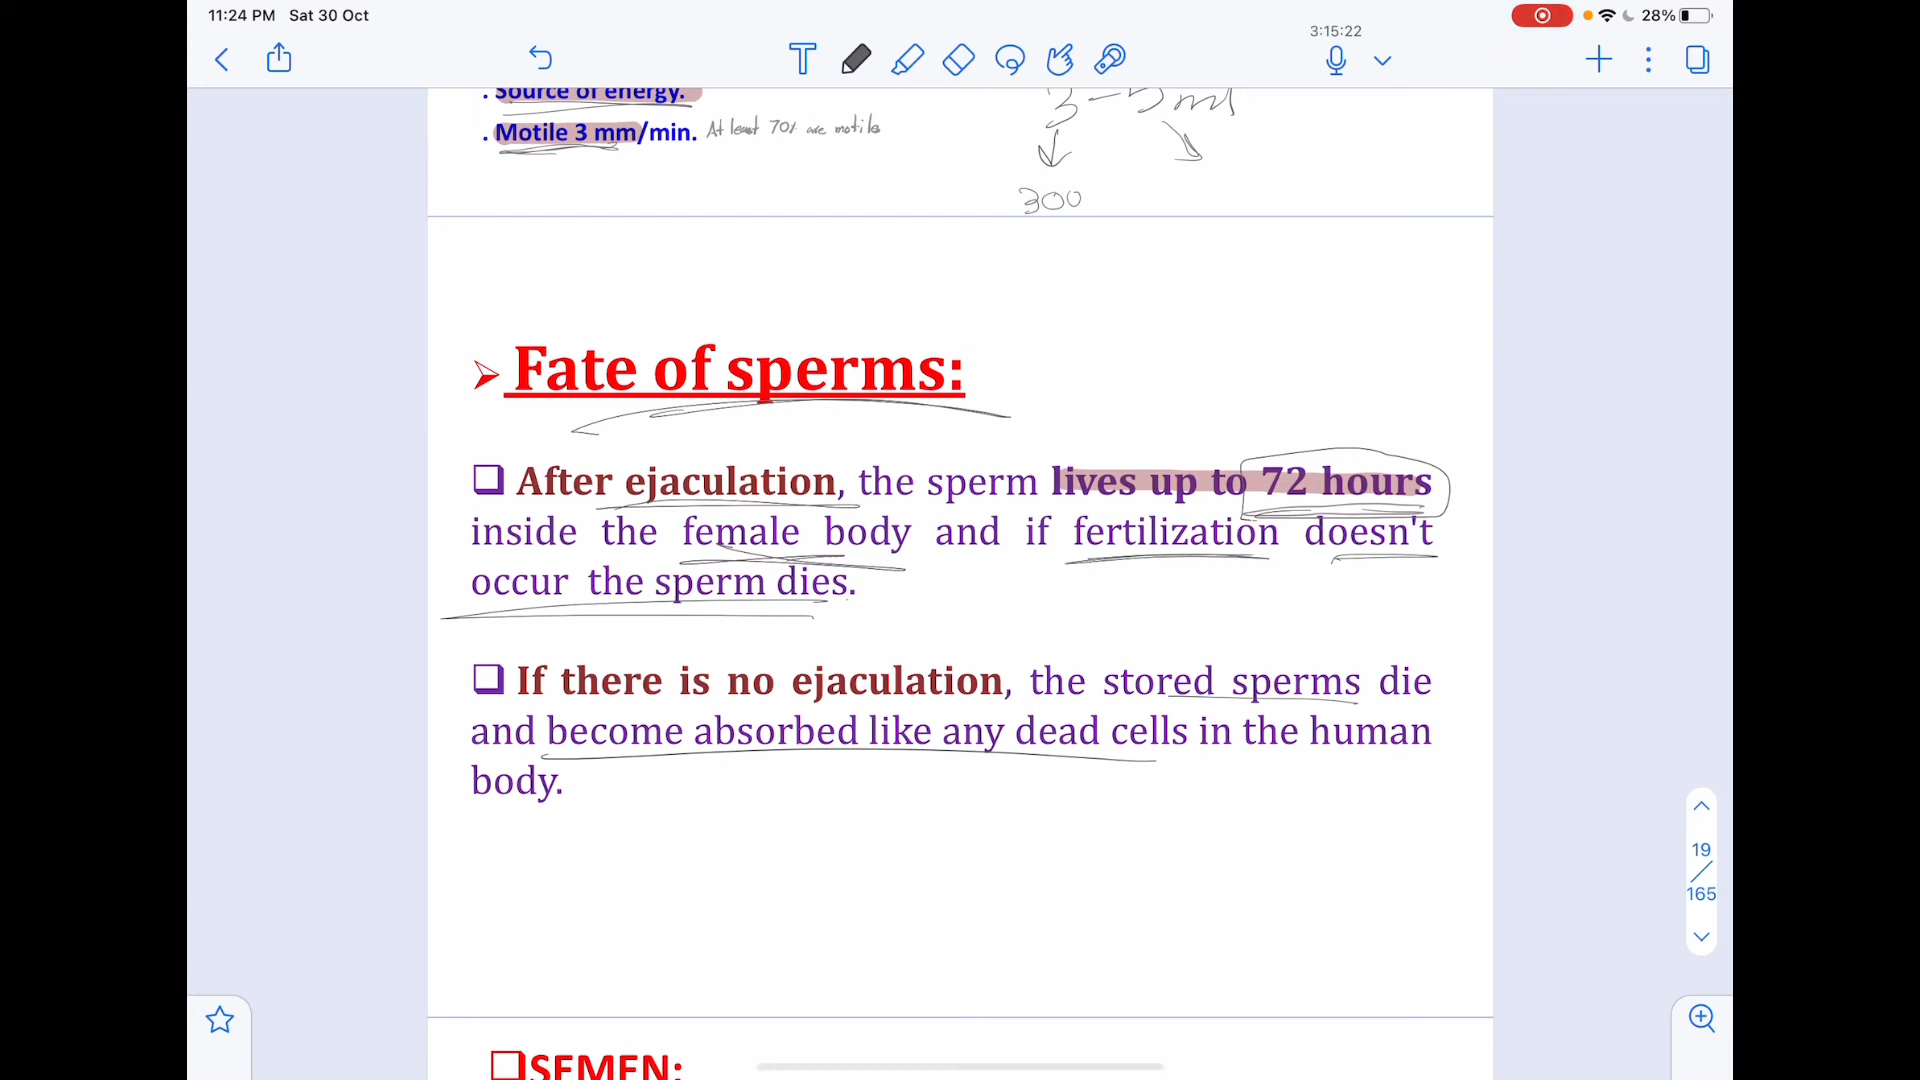 11:24 PM Sat 30 Oct
28%
3:15:22
. Source of energy.
3-5 ml
. Motile 3 mm/min. At least 70% are motile
300
Fate of sperms:
After ejaculation, the sperm lives up to 72 hours
inside the female body and if fertilization doesn't
occur the sperm dies.
If there is no ejaculation, the stored sperms die
and become absorbed like any dead cells in the human
body.
19
165
SEMEN: